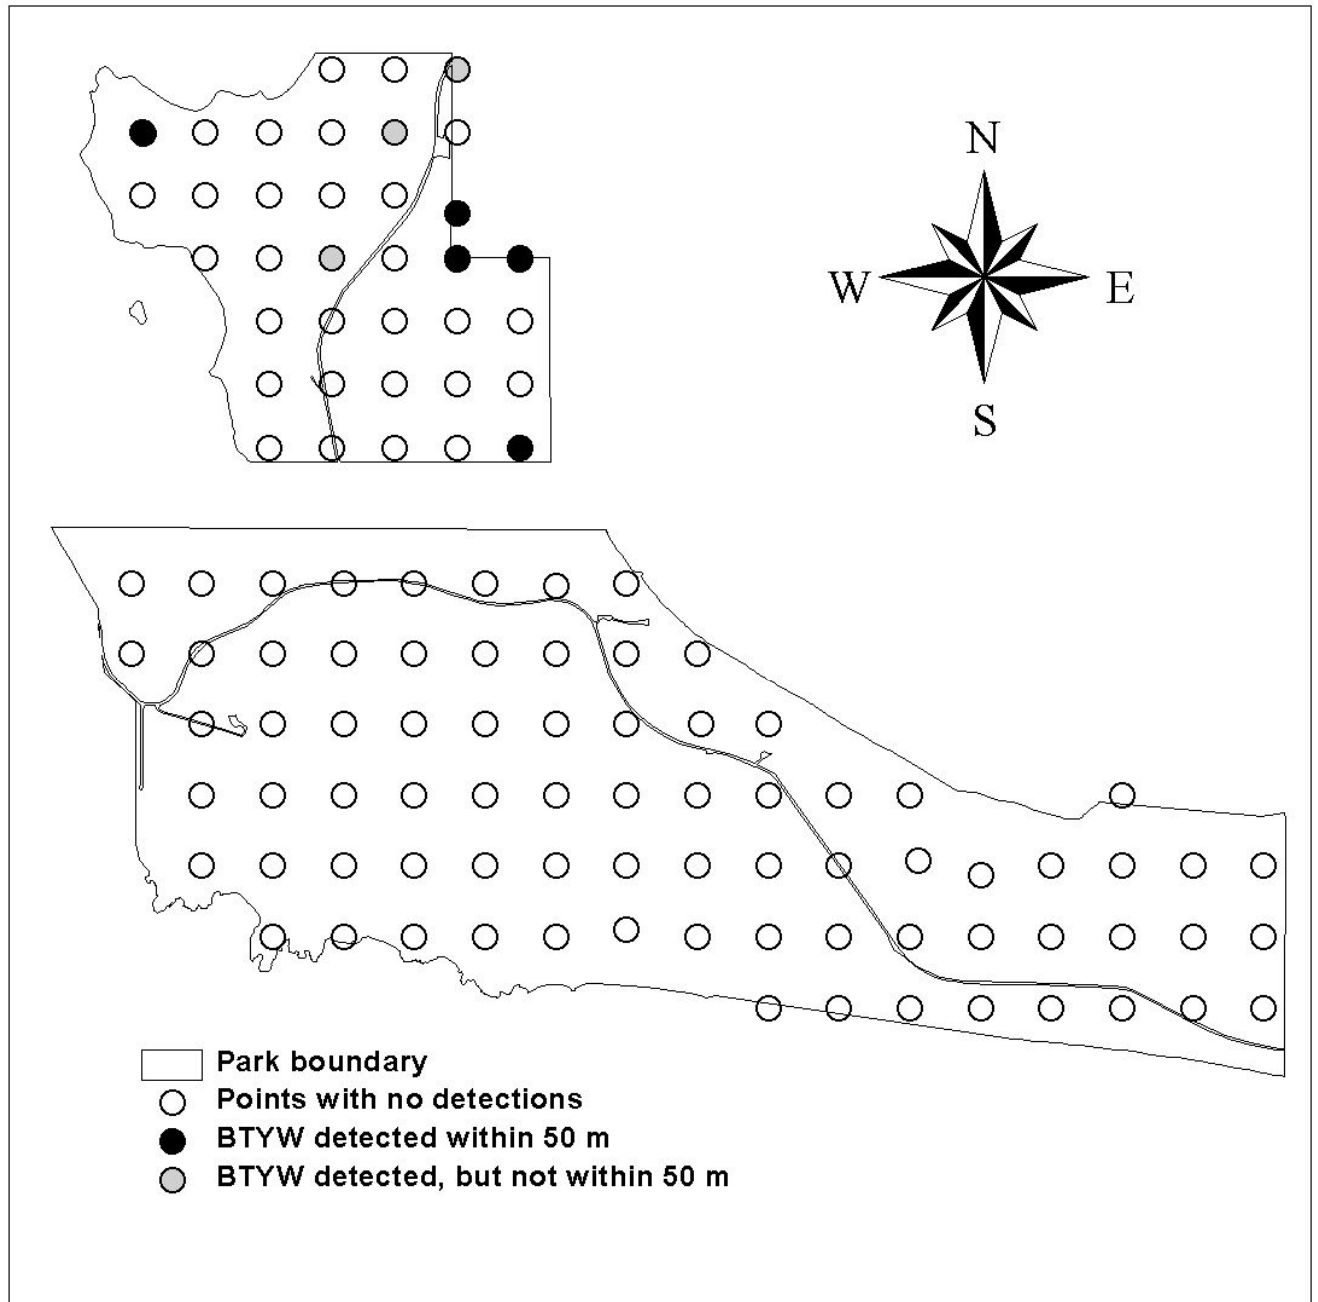 N
W
E
S
Park boundary
Points with no detections
BTYW detected within 50 m
BTYW detected, but not within 50 m